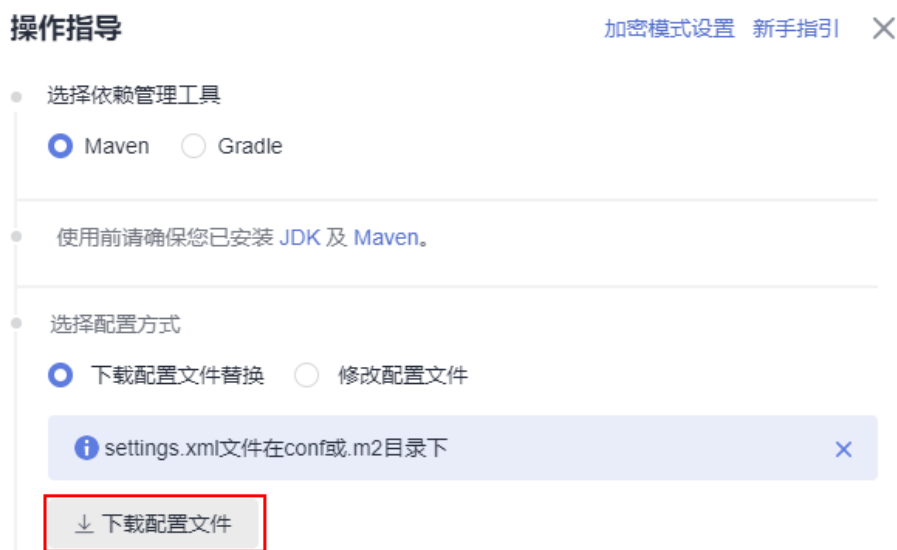 操作指导 加密模式设置 新手指引
选择依赖管理工具
Maven Gradle
使用前请确保您已安装 JDK 及 Maven。
选择配置方式
下载配置文件替换 修改配置文件
settings.xml文件在conf或.m2目录下
下载配置文件